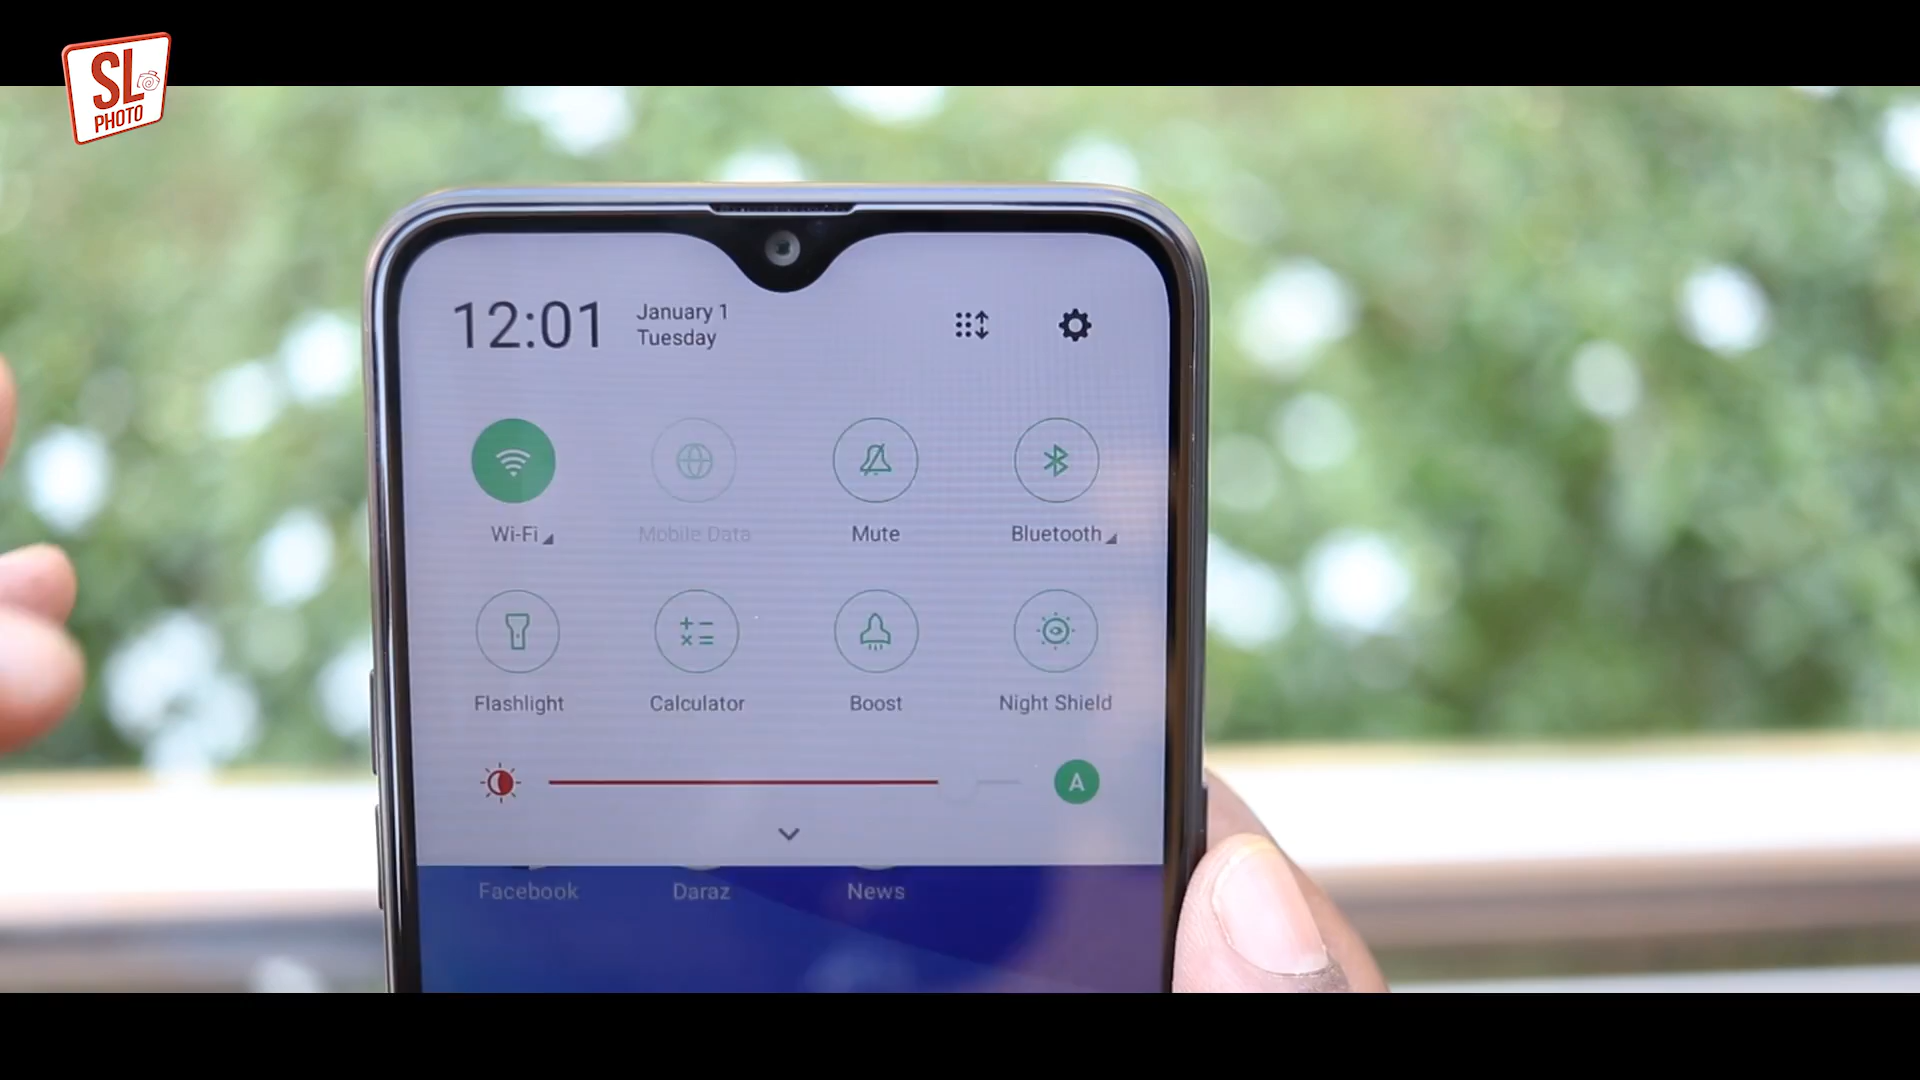 SL
PHOTO
12:01
January 1
Tuesday
Wi-Fi
Mobile Data
Mute
Bluetooth
Flashlight
Calculator
Boost
Night Shield
A
Facebook
Daraz
News